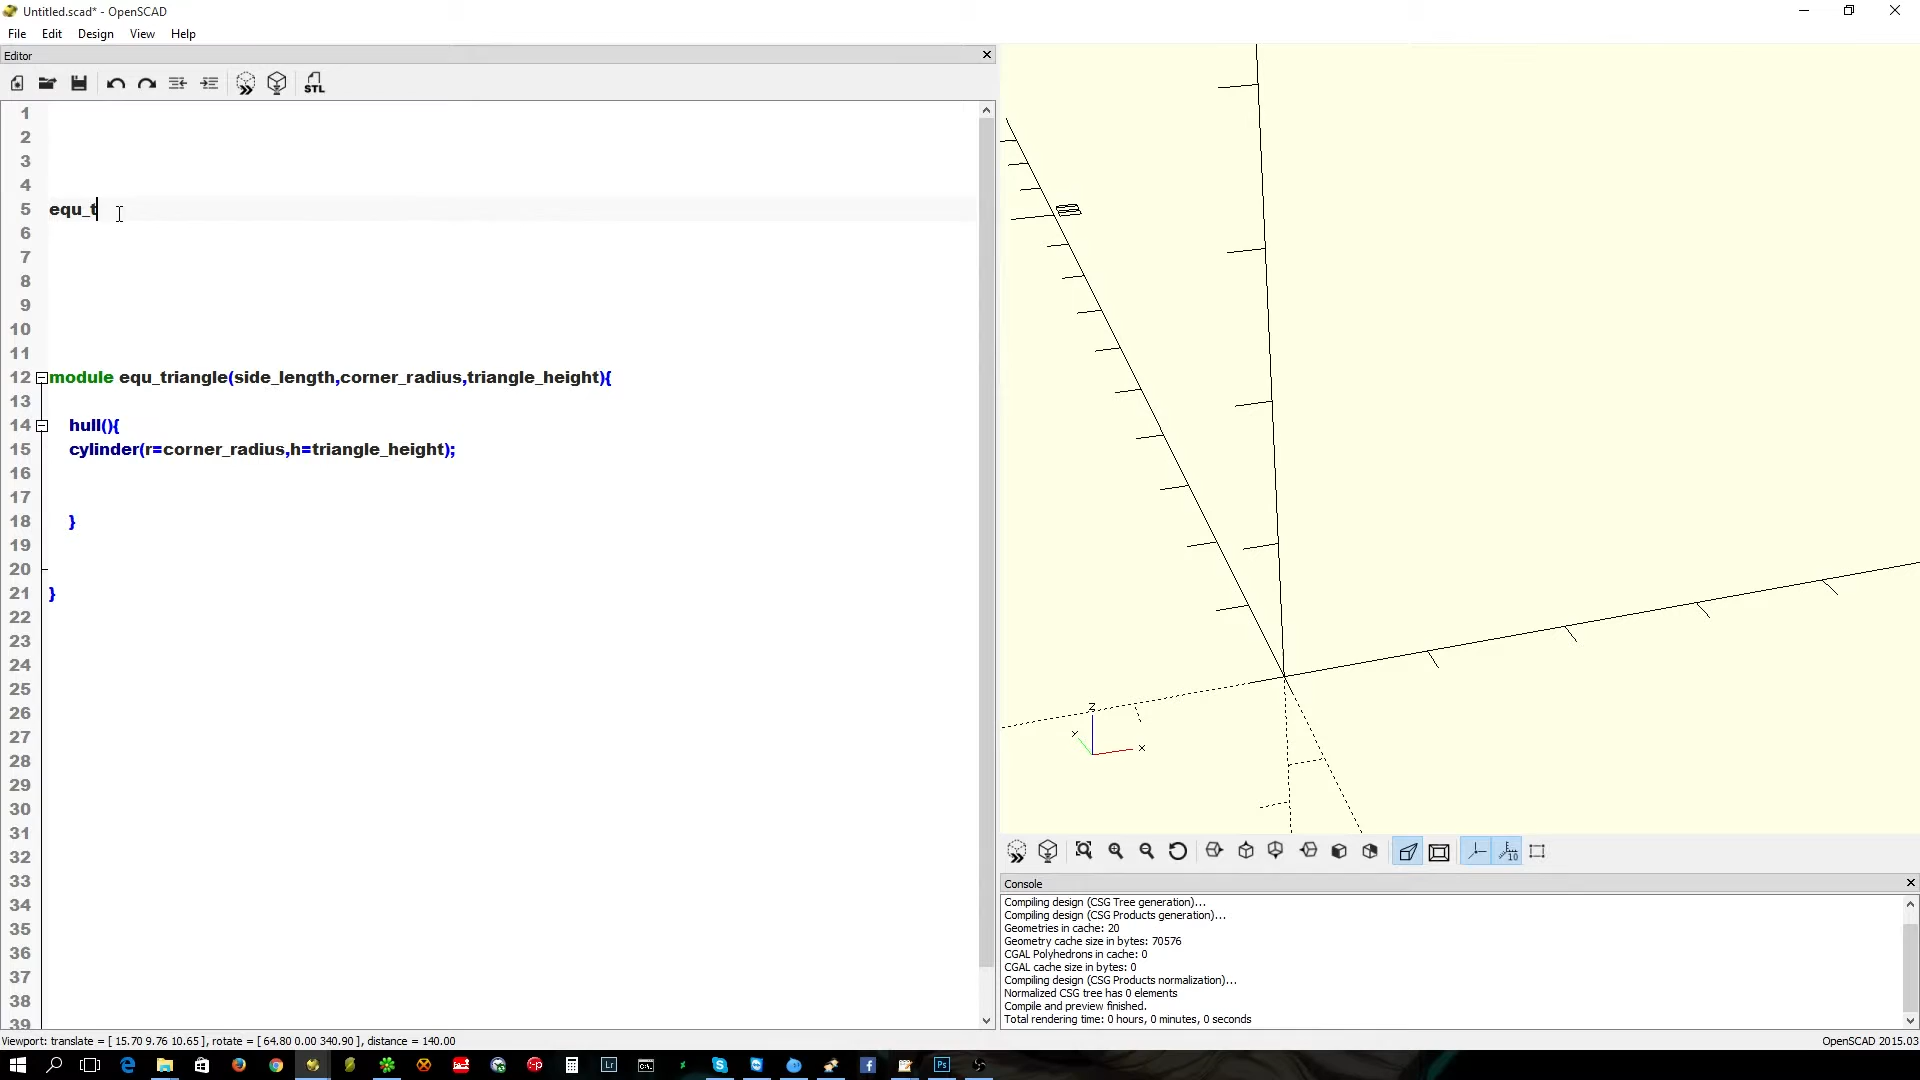 Untitled.scad* - OpenSCAD
File Edit Design View Help
Editor
STL
1
2
3
4
5 equ_t
6
7
8
9
10
11
12 module equ_triangle(side_length,corner_radius,triangle_height){
13
14 hull(){
15 cylinder(r=corner_radius,h=triangle_height);
16
17
18 }
19
20
21 }
22
23
24
25
26
27
28
29
30
31
32
33
34
35
36
37
38
39
Z
Y
X
10
Console
Compiling design (CSG Tree generation)...
Compiling design (CSG Products generation)...
Geometries in cache: 20
Geometry cache size in bytes: 70576
CGAL Polyhedrons in cache: 0
CGAL cache size in bytes: 0
Compiling design (CSG Products normalization)...
Normalized CSG tree has 0 elements
Compile and preview finished.
Total rendering time: 0 hours, 0 minutes, 0 seconds
Viewport: translate = [ 15.70 9.76 10.65 ], rotate = [ 64.80 0.00 340.90 ], distance = 140.00
OpenSCAD 2015.03
Lr
Ps